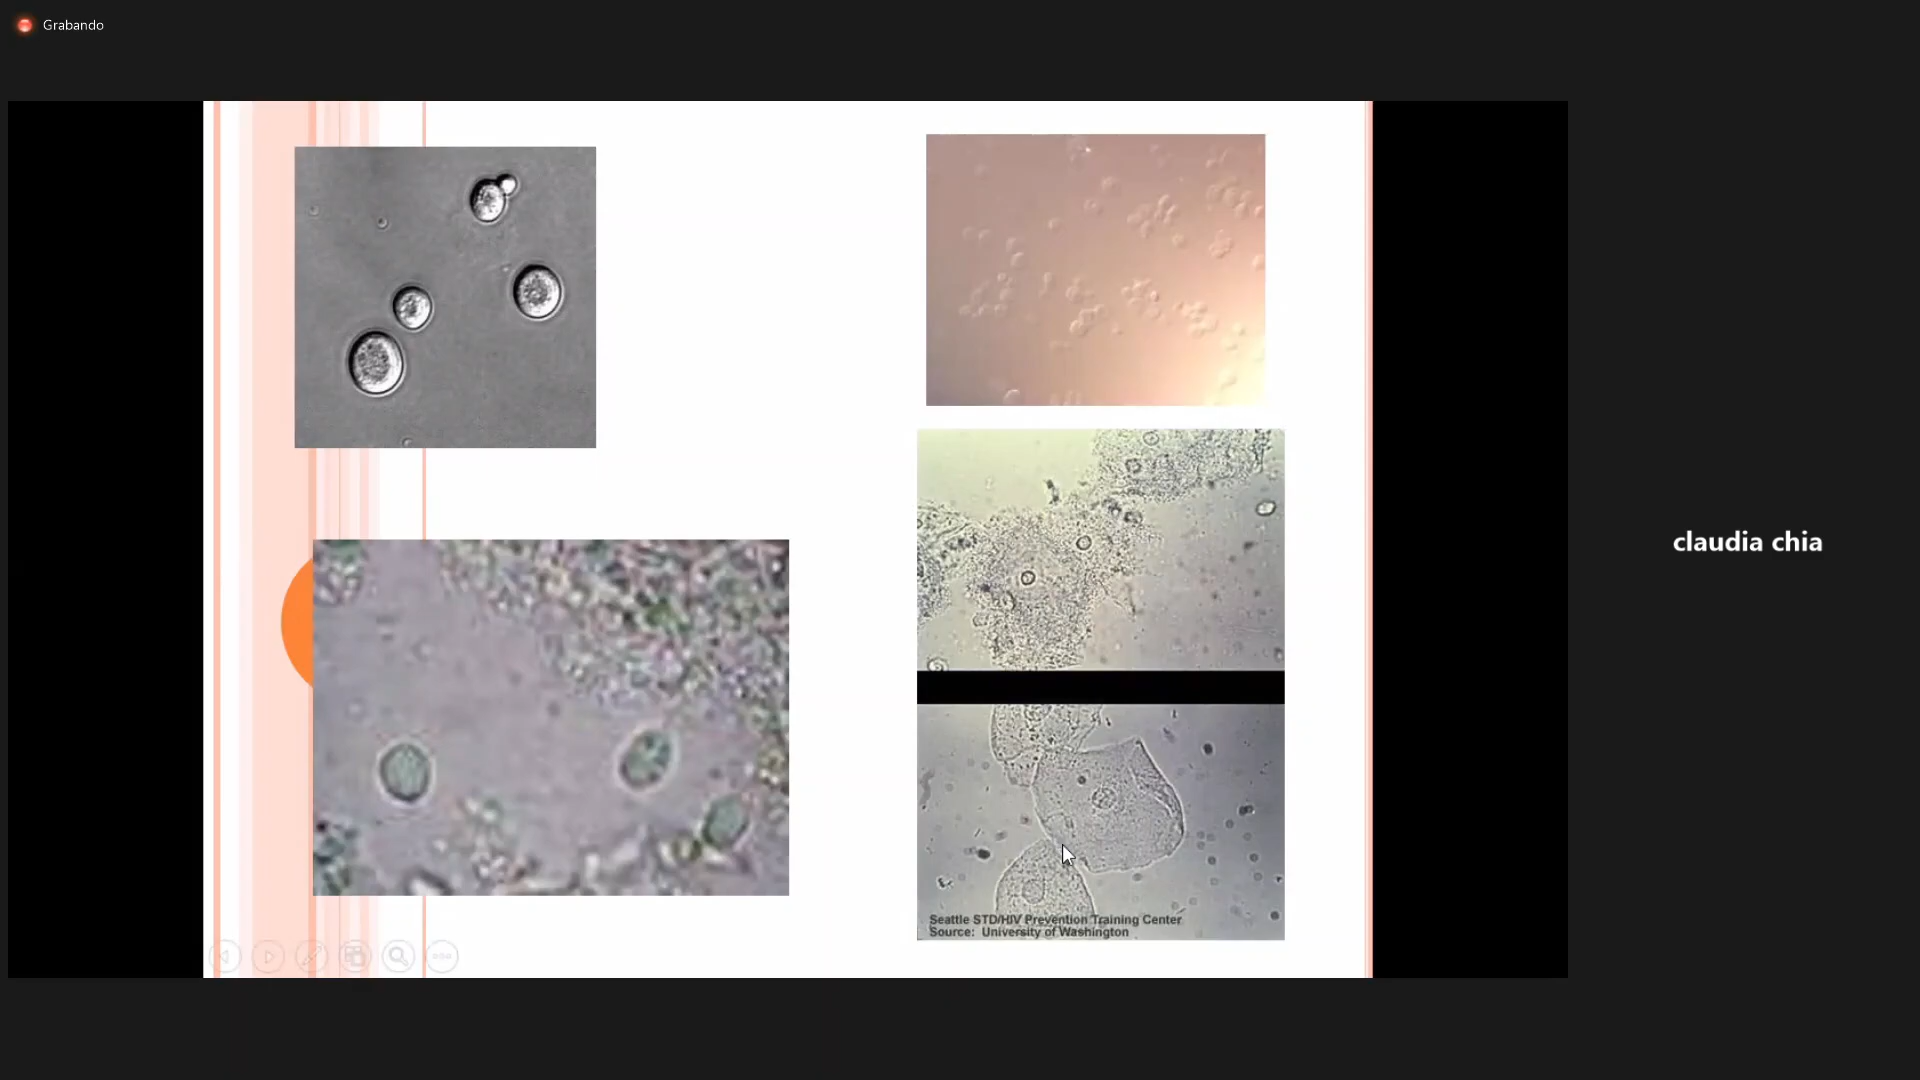 Grabando
claudia chia
Seattle STD/HIV Prevention Training Center
Source: University of Washington